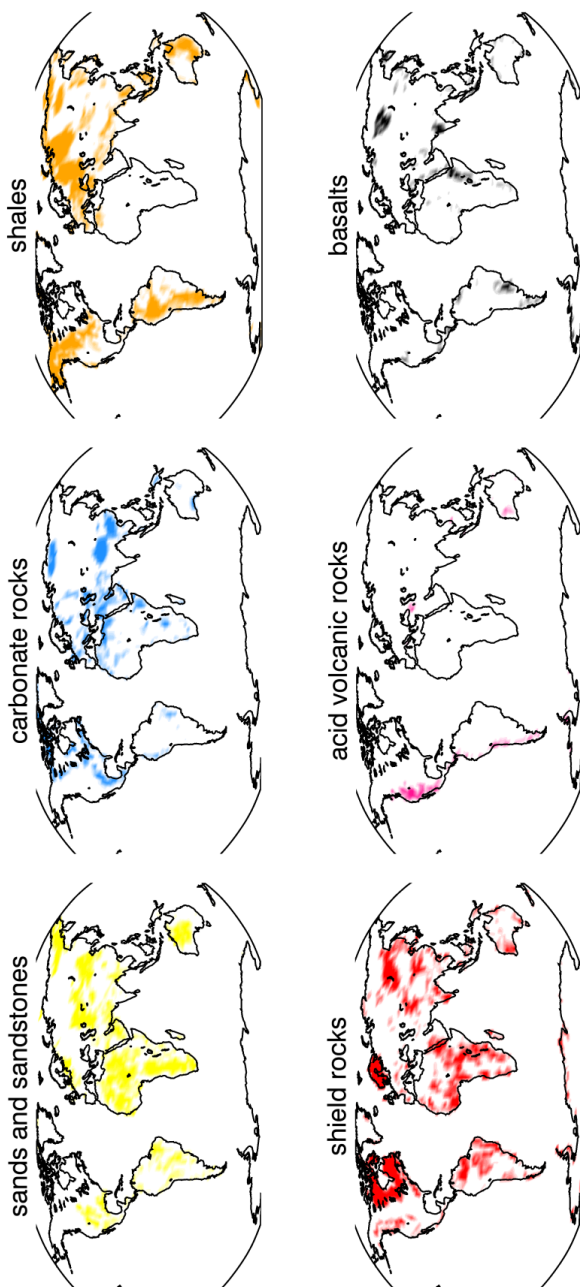 sands and sandstones
carbonate rocks
shales
shield rocks
acid volcanic rocks
basalts